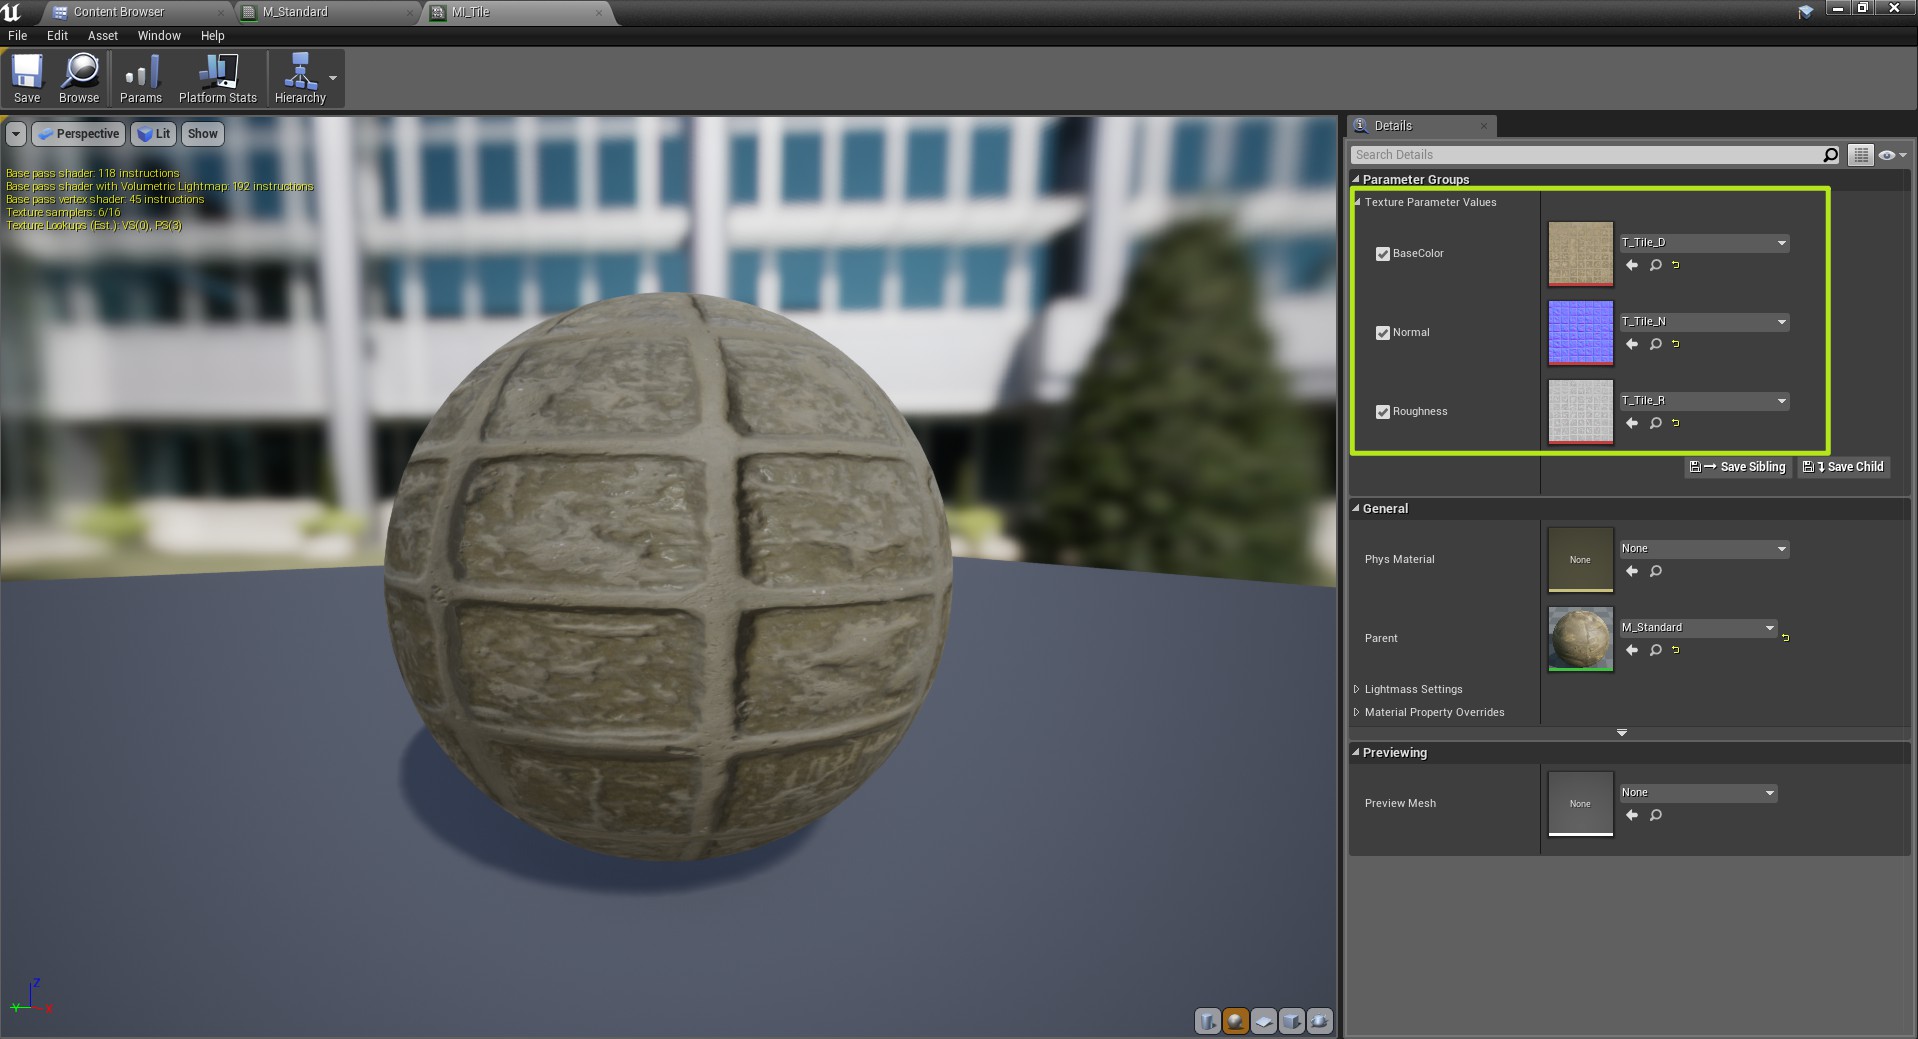 Content Browser
M_Standard
MI_Tile
File Edit Asset Window Help
Save Browse Params Platform Stats Hierarchy
Perspective Lit Show
Base pass shader: 118 instructions
Base pass shader with Volumetric Lightmap: 192 instructions
Base pass vertex shader: 45 instructions
Texture samplers: 6/16
Texture Lookups (Est.): VS(0), PS(3)
Z
Y X
Details
Search Details
Parameter Groups
Texture Parameter Values
BaseColor T_Tile_D
Normal T_Tile_N
Roughness T_Tile_R
Save Sibling Save Child
General
Phys Material None None
Parent M_Standard
Lightmass Settings
Material Property Overrides
Previewing
Preview Mesh None None